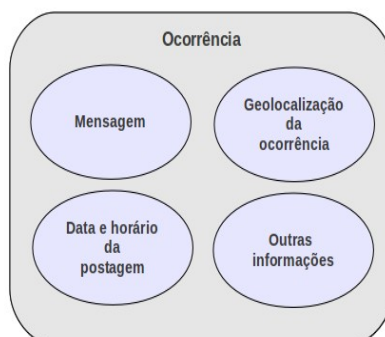 Ocorrência
Mensagem
Geolocalização
da
ocorrência
Data e horário
da
postagem
Outras
informações